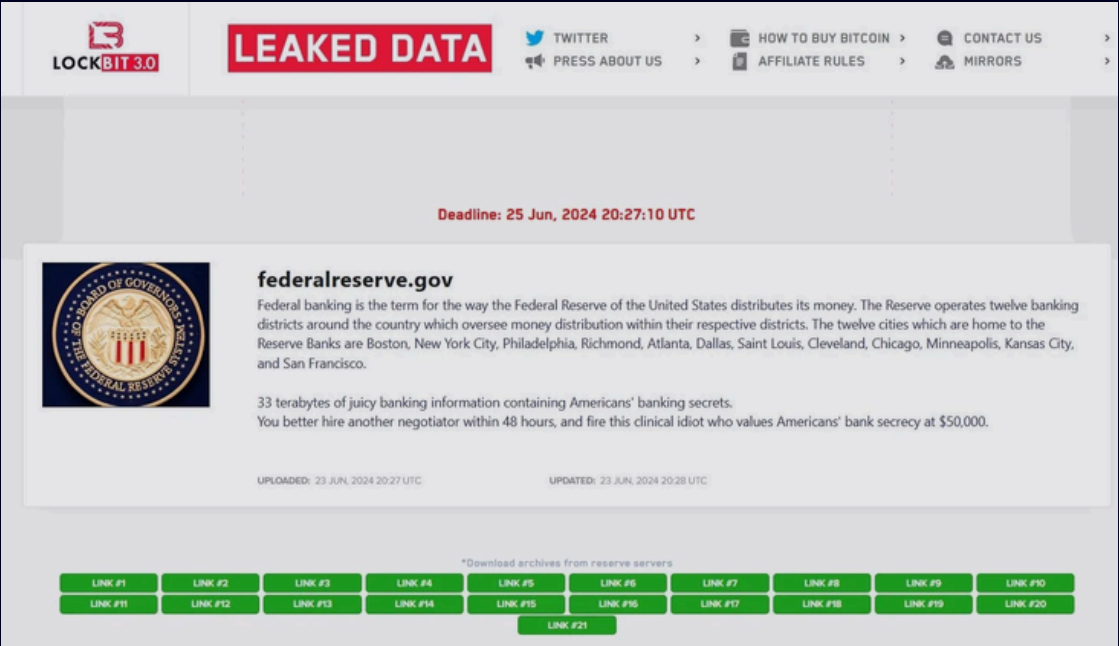 LOCKBIT 3.0
LEAKED DATA
TWITTER >
PRESS ABOUT US >
HOW TO BUY BITCOIN >
AFFILIATE RULES >
CONTACT US >
MIRRORS >
Deadline: 25 Jun, 2024 20:27:10 UTC
BOARD OF GOVERNORS
OF THE FEDERAL RESERVE SYSTEM
federalreserve.gov
Federal banking is the term for the way the Federal Reserve of the United States distributes its money. The Reserve operates twelve banking
districts around the country which oversee money distribution within their respective districts. The twelve cities which are home to the
Reserve Banks are Boston, New York City, Philadelphia, Richmond, Atlanta, Dallas, Saint Louis, Cleveland, Chicago, Minneapolis, Kansas City,
and San Francisco.
33 terabytes of juicy banking information containing Americans' banking secrets.
You better hire another negotiator within 48 hours, and fire this clinical idiot who values Americans' bank secrecy at $50,000.
UPLOADED: 23 JUN, 2024 20:27 UTC
UPDATED: 23 JUN, 2024 20:28 UTC
*Download archives from reserve servers
LINK #1 LINK #2 LINK #3 LINK #4 LINK #5 LINK #6 LINK #7 LINK #8 LINK #9 LINK #10
LINK #11 LINK #12 LINK #13 LINK #14 LINK #15 LINK #16 LINK #17 LINK #18 LINK #19 LINK #20
LINK #21